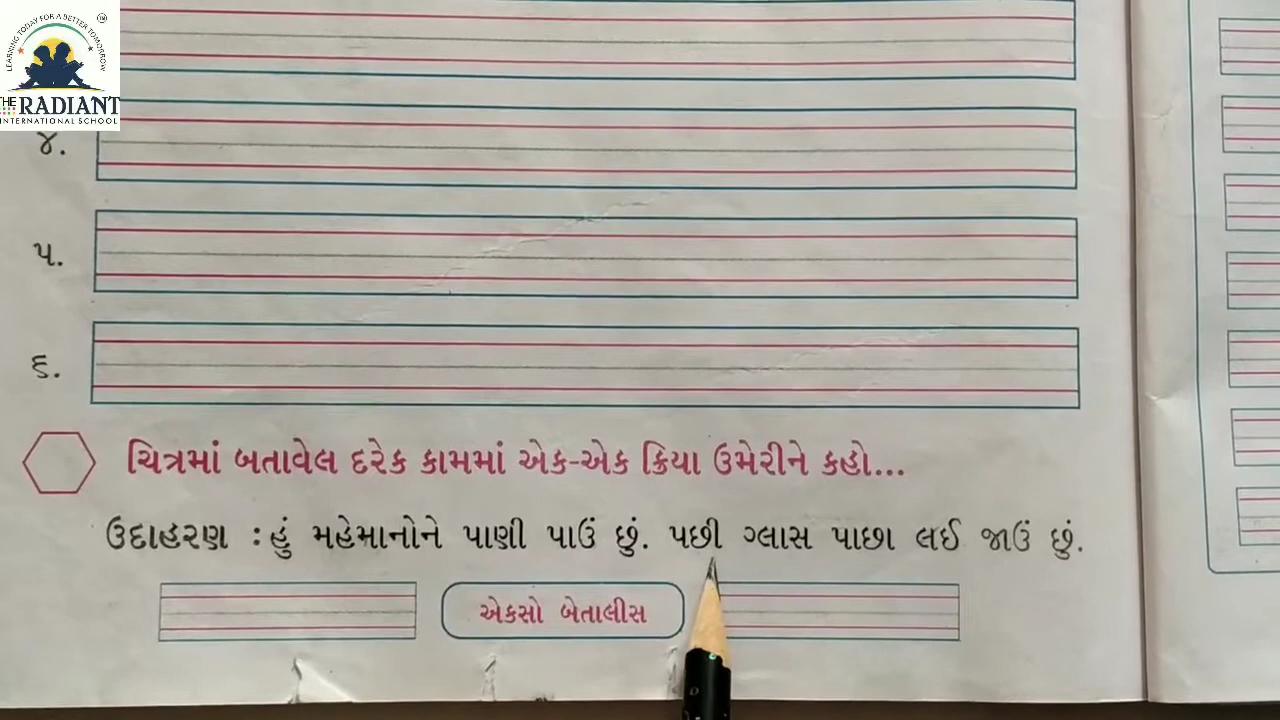 LEARNING TODAY FOR A BETTER TOMORROW
THE RADIANT
INTERNATIONAL SCHOOL
૪.
૫.
૬.
ચિત્રમાં બતાવેલ દરેક કામમાં એક-એક ક્રિયા ઉમેરીને કહો...
ઉદાહરણ : હું મહેમાનોને પાણી પાઉં છું. પછી ગ્લાસ પાછા લઈ જાઉં છું.
એકસો બેતાલીસ